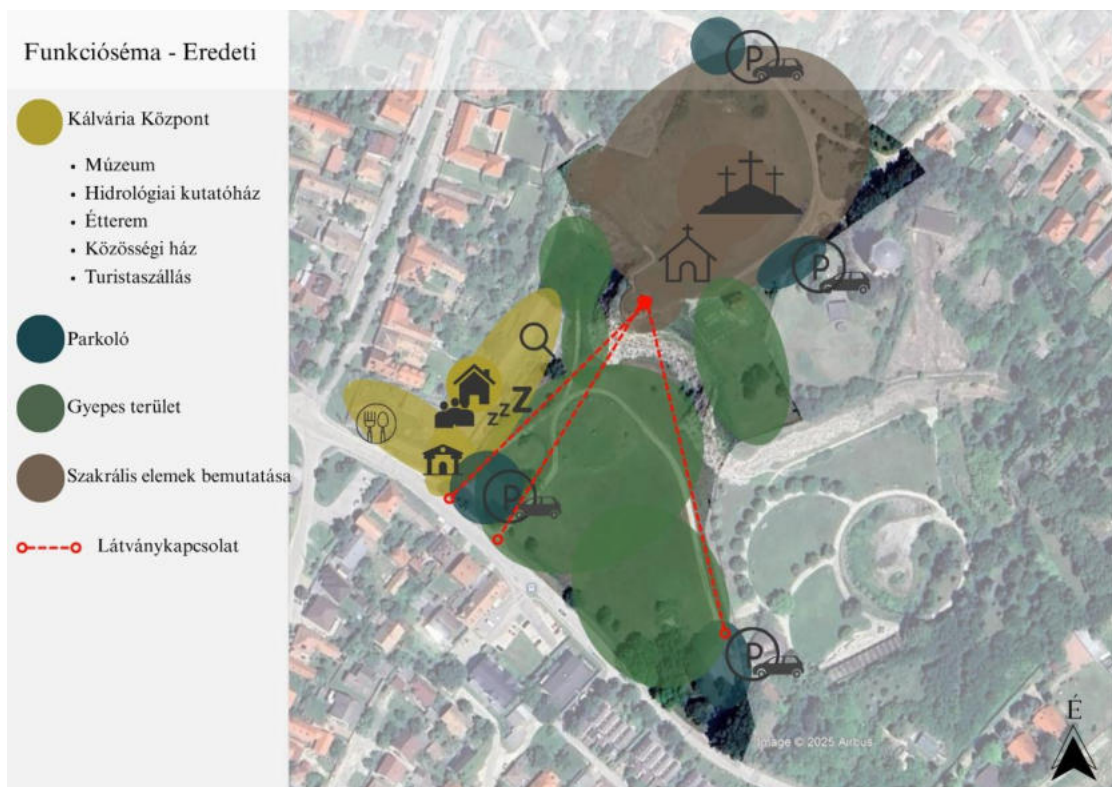 Funkcióséma - Eredeti
Kálvária Központ
• Múzeum
• Hidrológiai kutatóház
• Étterem
• Közösségi ház
• Turistaszállás
Parkoló
Gyepes terület
Szakrális elemek bemutatása
Látványkapcsolat
P
P
zzZ
P
P
Image © 2025 Airbus
É